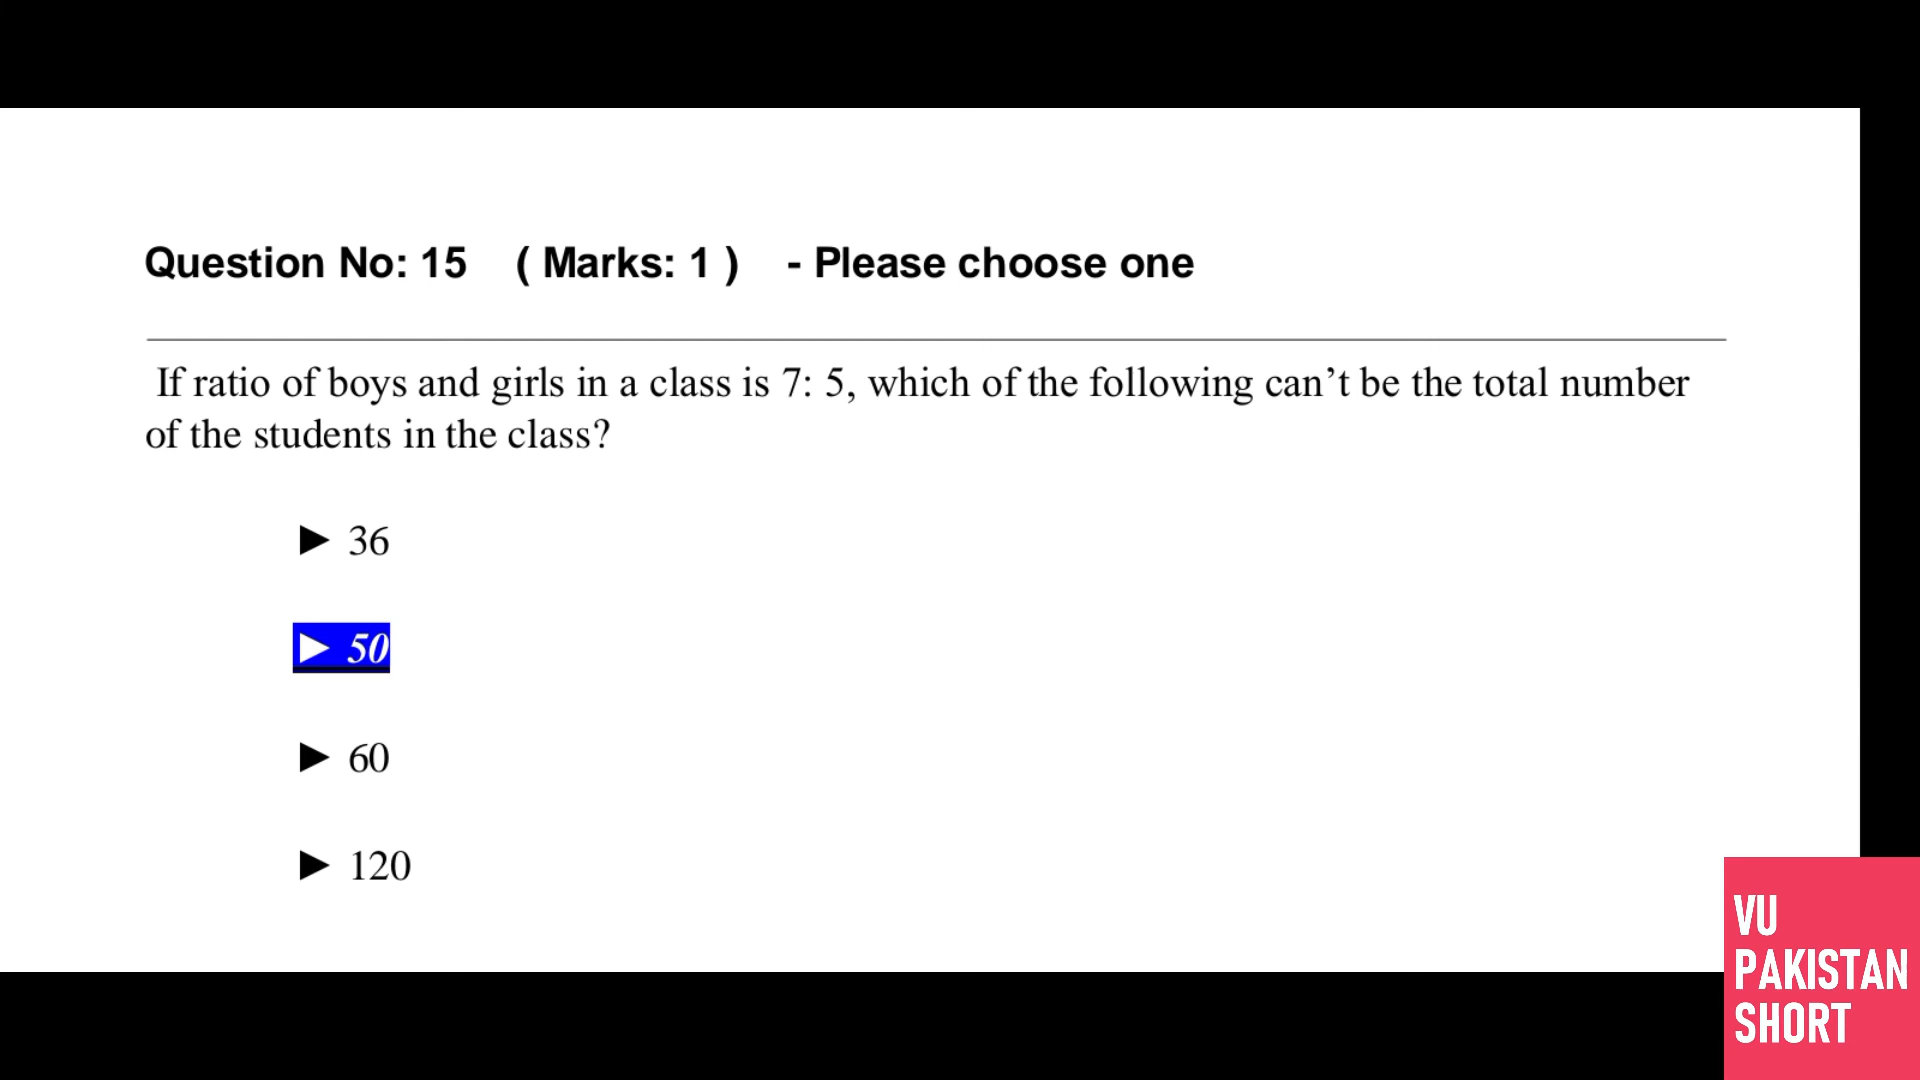 Question No: 15 ( Marks: 1 ) - Please choose one
If ratio of boys and girls in a class is 7: 5, which of the following can’t be the total number
of the students in the class?
► 36
► 50
► 60
► 120
VU
PAKISTAN
SHORT